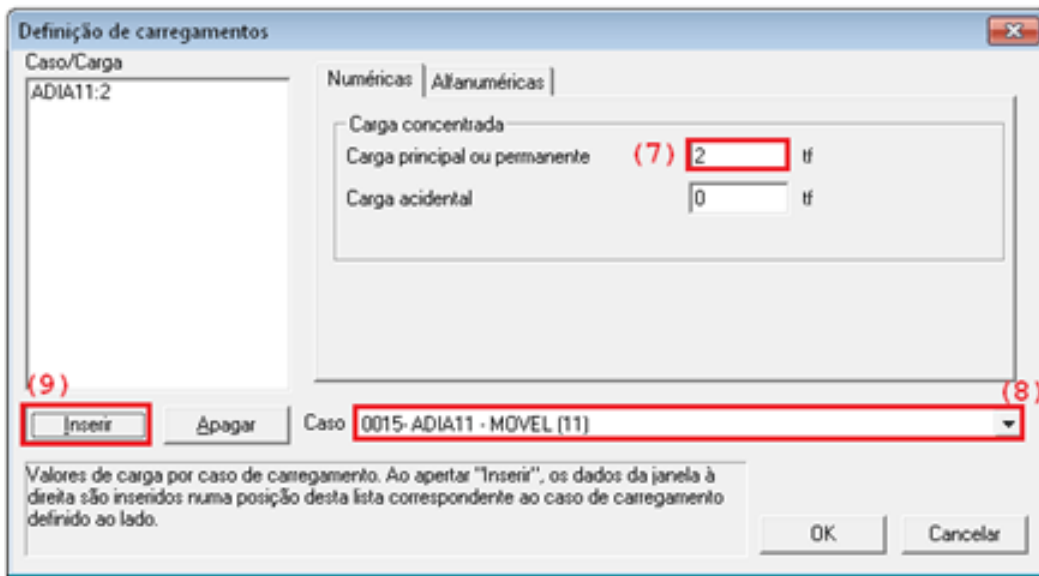 Definição de carregamentos
Caso/Carga
ADIA11:2
Numéricas Alfanuméricas
Carga concentrada
Carga principal ou permanente (7) 2 tf
Carga acidental 0 tf
(9) (8)
Inserir Apagar Caso 0015- ADIA11 - MOVEL (11)
Valores de carga por caso de carregamento. Ao apertar "Inserir", os dados da janela à
direita são inseridos numa posição desta lista correspondente ao caso de carregamento
definido ao lado.
OK Cancelar